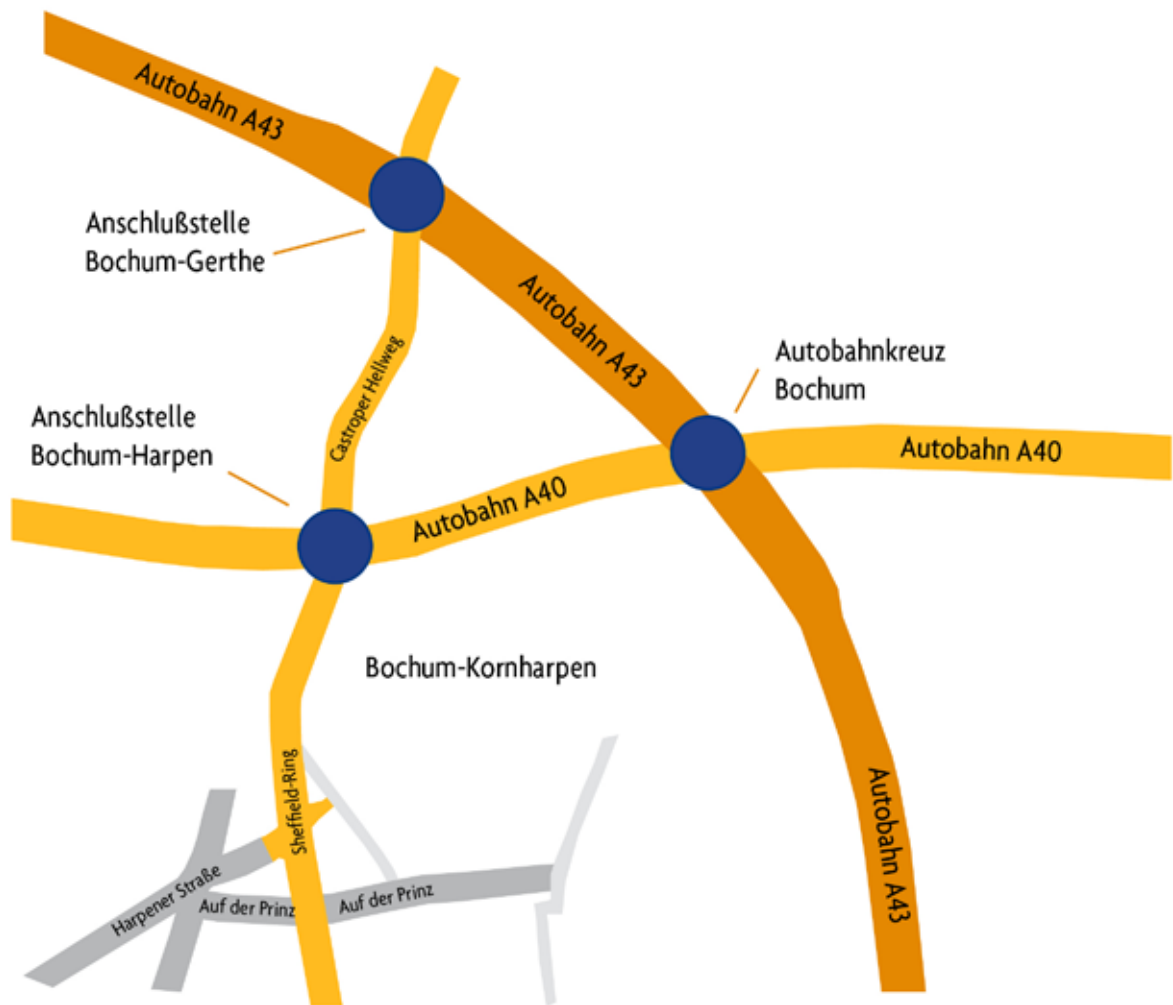 Autobahn A43
Anschlußstelle
Bochum-Gerthe
Autobahn A43
Castroper Hellweg
Autobahnkreuz
Bochum
Anschlußstelle
Bochum-Harpen
Autobahn A40
Autobahn A40
Bochum-Kornharpen
Sheffield-Ring
Autobahn A43
Harpener Straße
Auf der Prinz
Auf der Prinz